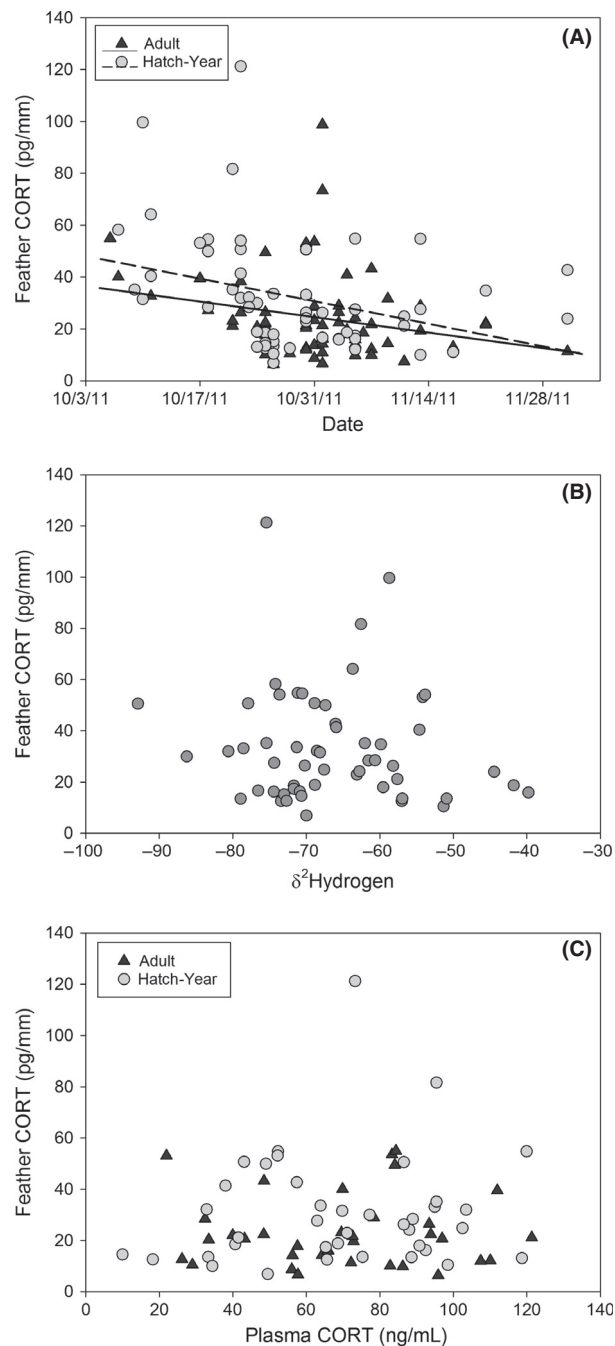 (A)
Adult
Hatch-Year
Feather CORT (pg/mm)
140
120
100
80
60
40
20
0
10/3/11 10/17/11 10/31/11 11/14/11 11/28/11
Date
(B)
Feather CORT (pg/mm)
140
120
100
80
60
40
20
0
–100 –90 –80 –70 –60 –50 –40 –30
δ²Hydrogen
(C)
Adult
Hatch-Year
Feather CORT (pg/mm)
140
120
100
80
60
40
20
0
0 20 40 60 80 100 120 140
Plasma CORT (ng/mL)